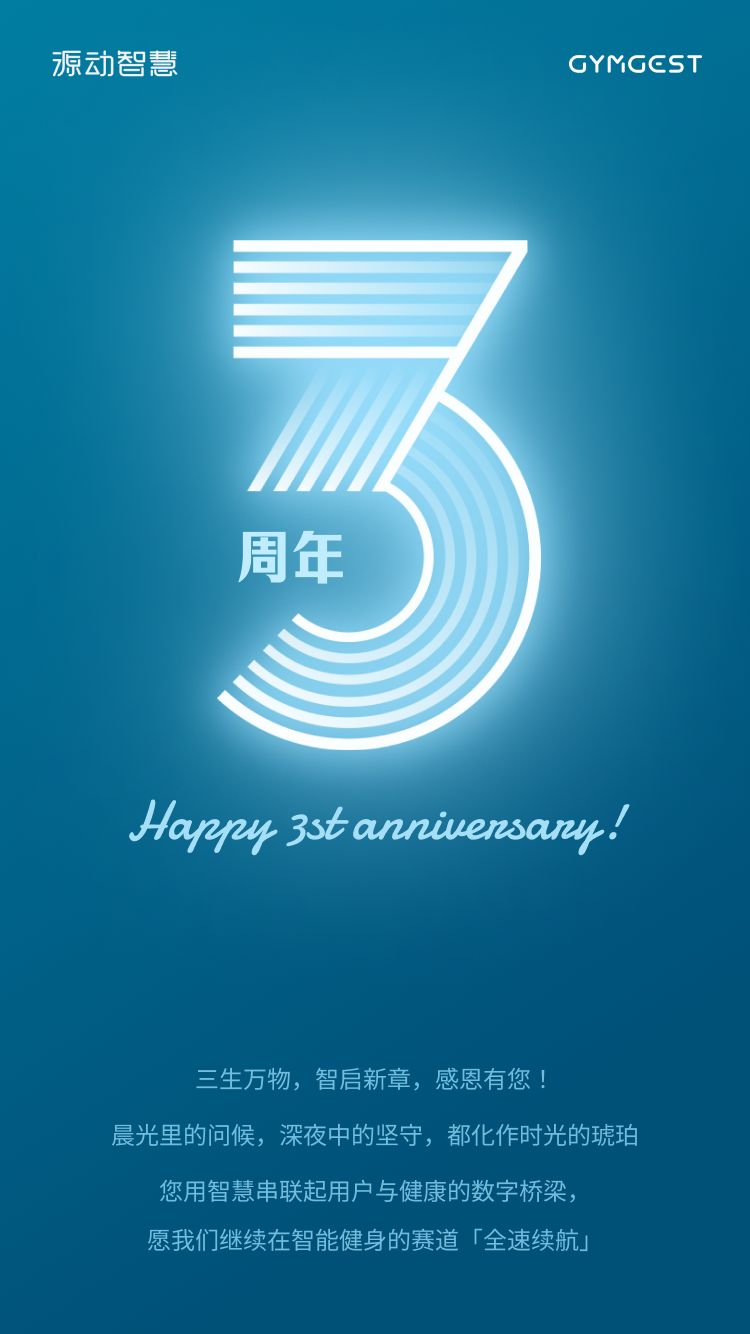 源动智慧
GYMGEST
3
周年
Happy 3st anniversary!
三生万物，智启新章，感恩有您！
晨光里的问候，深夜中的坚守，都化作时光的琥珀
您用智慧串联起用户与健康的数字桥梁，
愿我们继续在智能健身的赛道「全速续航」